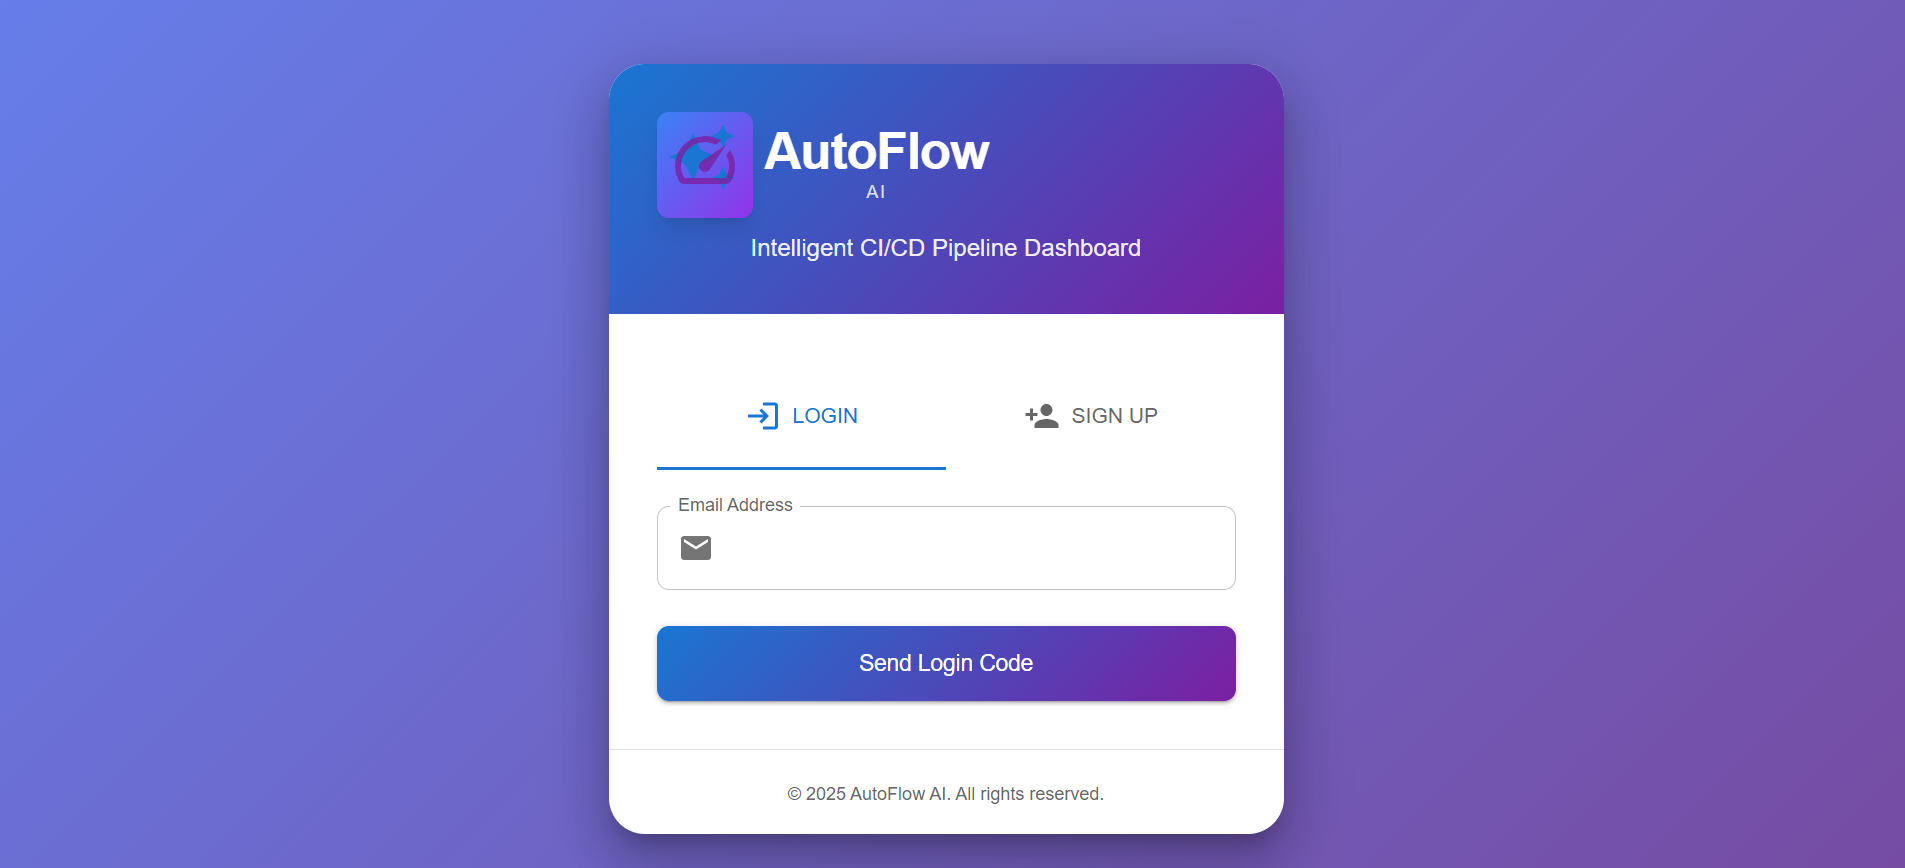 AutoFlow
AI
Intelligent CI/CD Pipeline Dashboard
LOGIN
SIGN UP
Email Address
Send Login Code
© 2025 AutoFlow AI. All rights reserved.